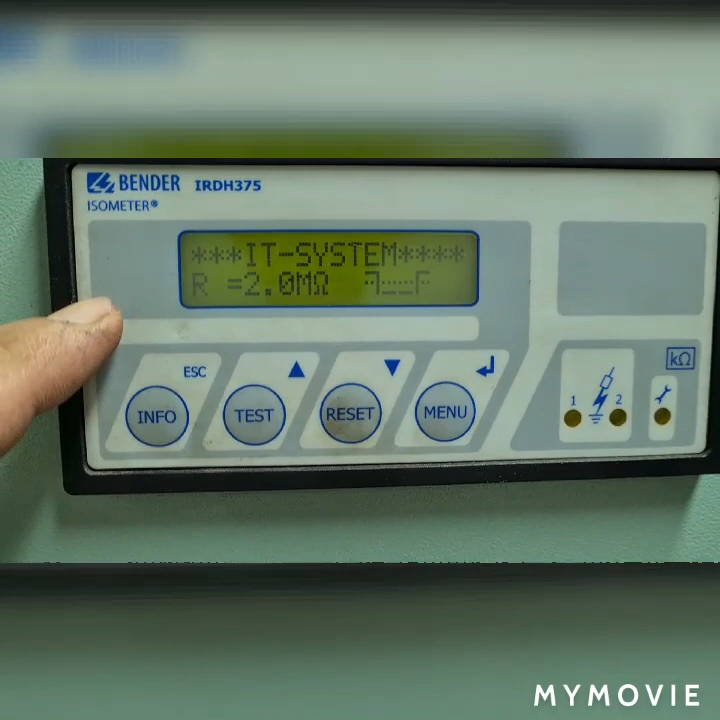 BENDER IRDH375
ISOMETER®
***IT-SYSTEM****
R =2.0MΩ
ESC
INFO TEST RESET MENU
kΩ
1 2
MYMOVIE